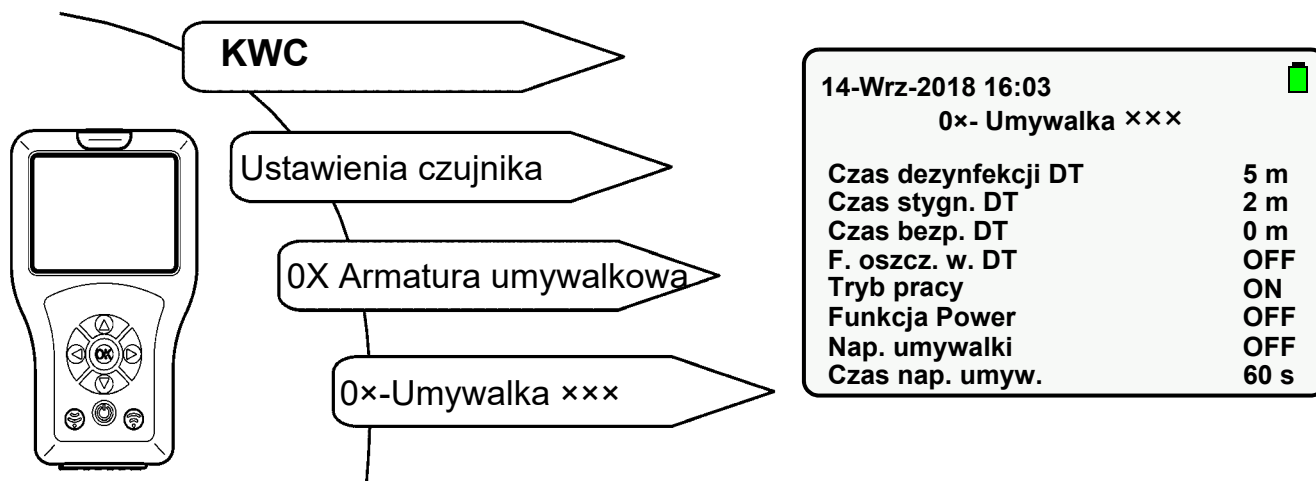 KWC
Ustawienia czujnika
0X Armatura umywalkowa
0×-Umywalka ×××
OK
14-Wrz-2018 16:03
0×- Umywalka ×××
Czas dezynfekcji DT 5 m
Czas stygn. DT 2 m
Czas bezp. DT 0 m
F. oszcz. w. DT OFF
Tryb pracy ON
Funkcja Power OFF
Nap. umywalki OFF
Czas nap. umyw. 60 s